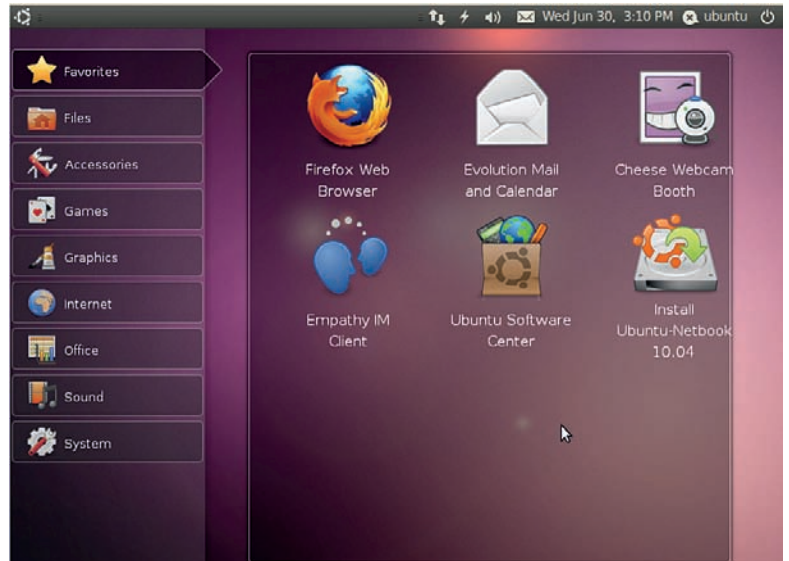 Wed Jun 30, 3:10 PM ubuntu
Favorites
Files
Accessories
Games
Graphics
Internet
Office
Sound
System
Firefox Web
Browser
Evolution Mail
and Calendar
Cheese Webcam
Booth
Empathy IM
Client
Ubuntu Software
Center
Install
Ubuntu-Netbook
10.04